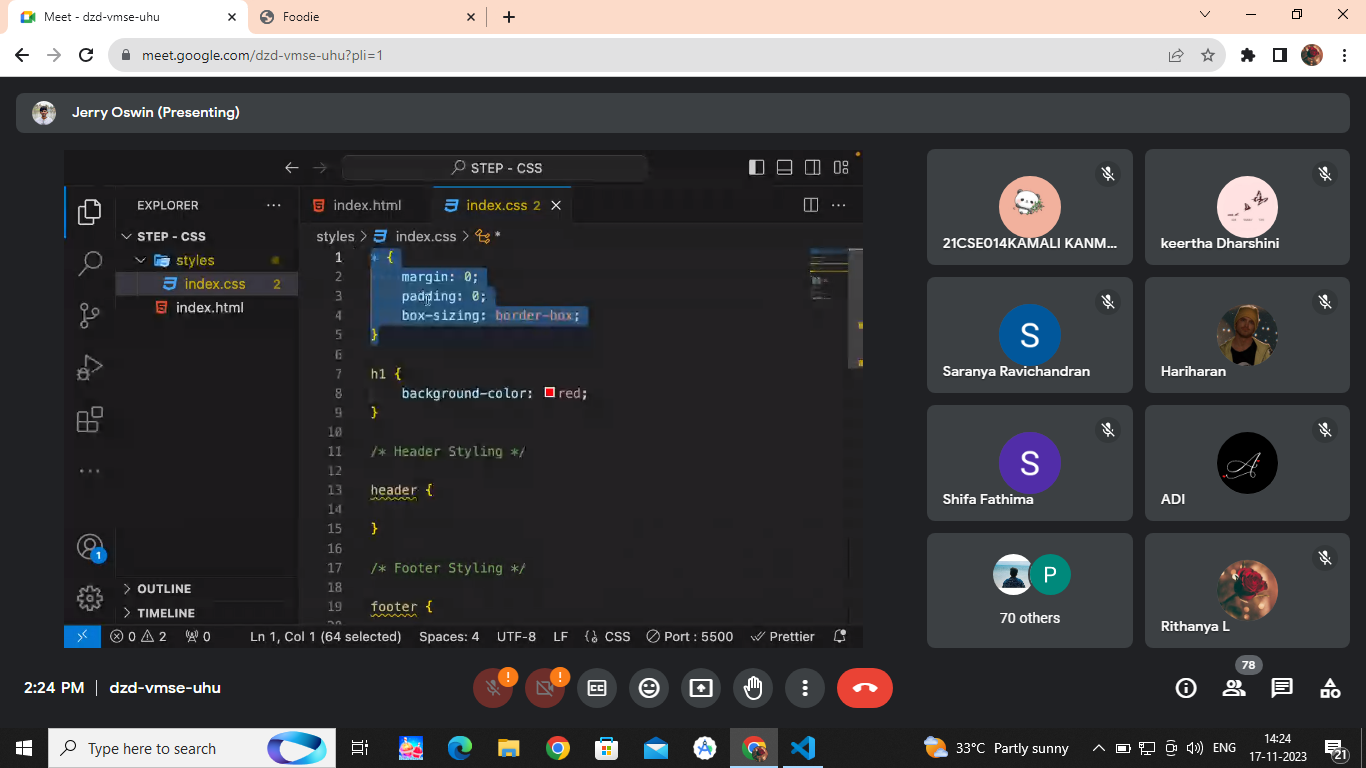 Meet - dzd-vmse-uhu
Foodie
meet.google.com/dzd-vmse-uhu?pli=1
Jerry Oswin (Presenting)
STEP - CSS
EXPLORER
index.html
index.css 2
STEP - CSS
styles > index.css > *
styles
index.css 2
index.html
1 * {
2 margin: 0;
3 padding: 0;
4 box-sizing: border-box;
5 }
6
7 h1 {
8 background-color: red;
9 }
10
11 /* Header Styling */
12
13 header {
14
15 }
16
17 /* Footer Styling */
18
19 footer {
1
OUTLINE
TIMELINE
0 2 0 Ln 1, Col 1 (64 selected) Spaces: 4 UTF-8 LF {} CSS Port : 5500 Prettier
21CSE014KAMALI KANM...
keertha Dharshini
S
Saranya Ravichandran
Hariharan
S
Shifa Fathima
ADI
P
70 others
Rithanya L
2:24 PM | dzd-vmse-uhu
!
!
78
Type here to search
33°C Partly sunny
ENG
14:24
17-11-2023
21